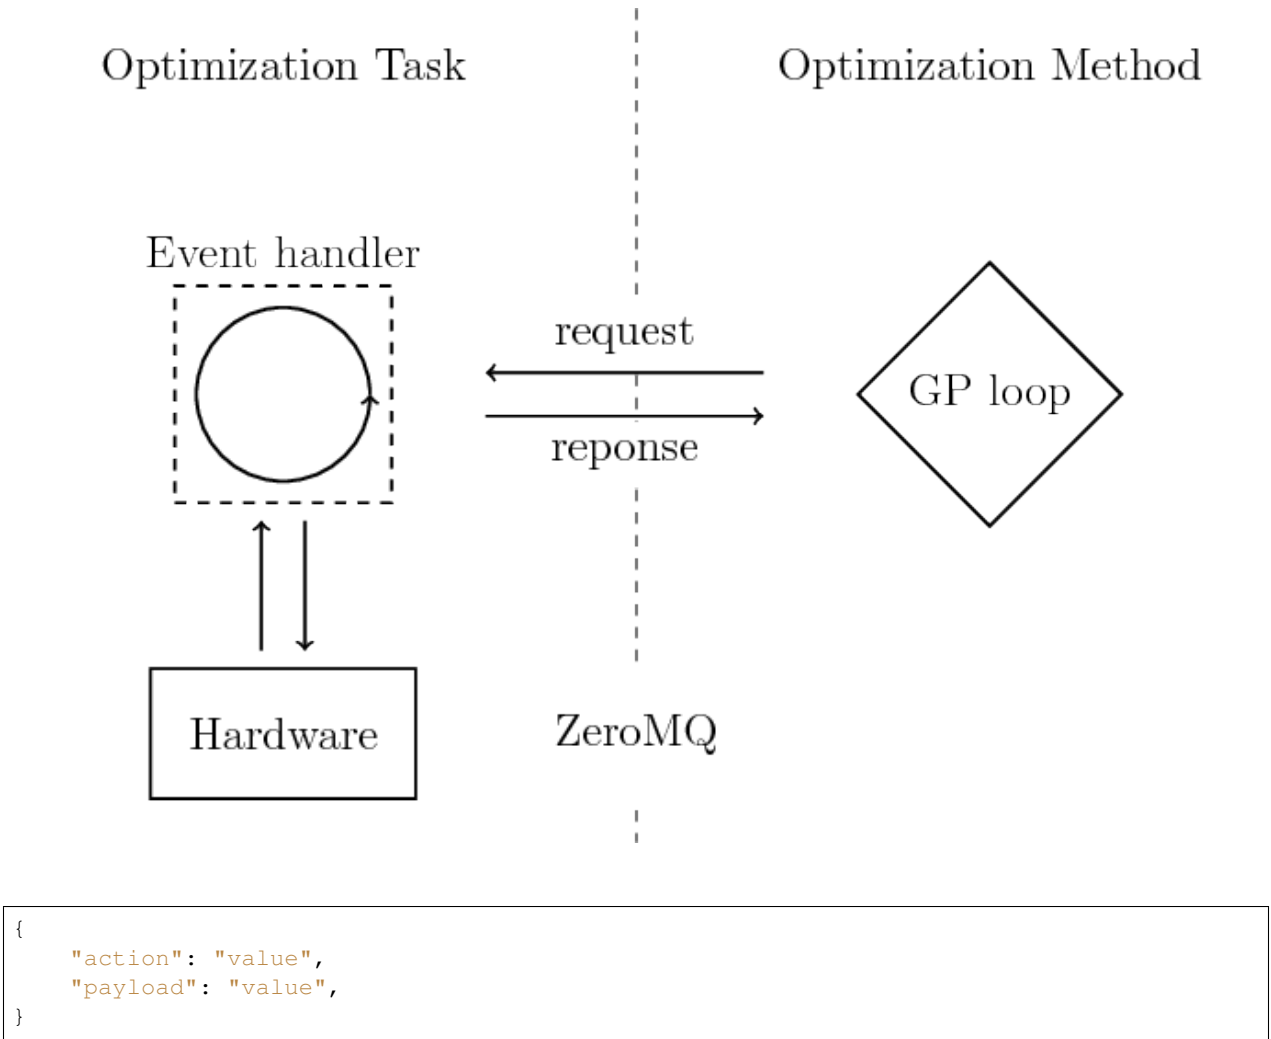 Optimization Task
Optimization Method
Event handler
request
GP loop
reponse
Hardware
ZeroMQ
{
    "action": "value",
    "payload": "value",
}